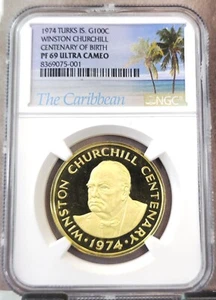 1974 TURKS IS. G100C
WINSTON CHURCHILL
CENTENARY OF BIRTH
PF 69 ULTRA CAMEO
8369075-001
The Caribbean
NGC
WINSTON CHURCHILL CENTENARY
·1974·